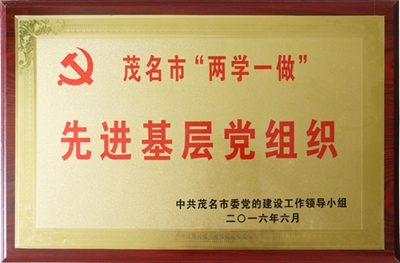 茂名市“两学一做”
先进基层党组织
中共茂名市委党的建设工作领导小组
二〇一六年六月